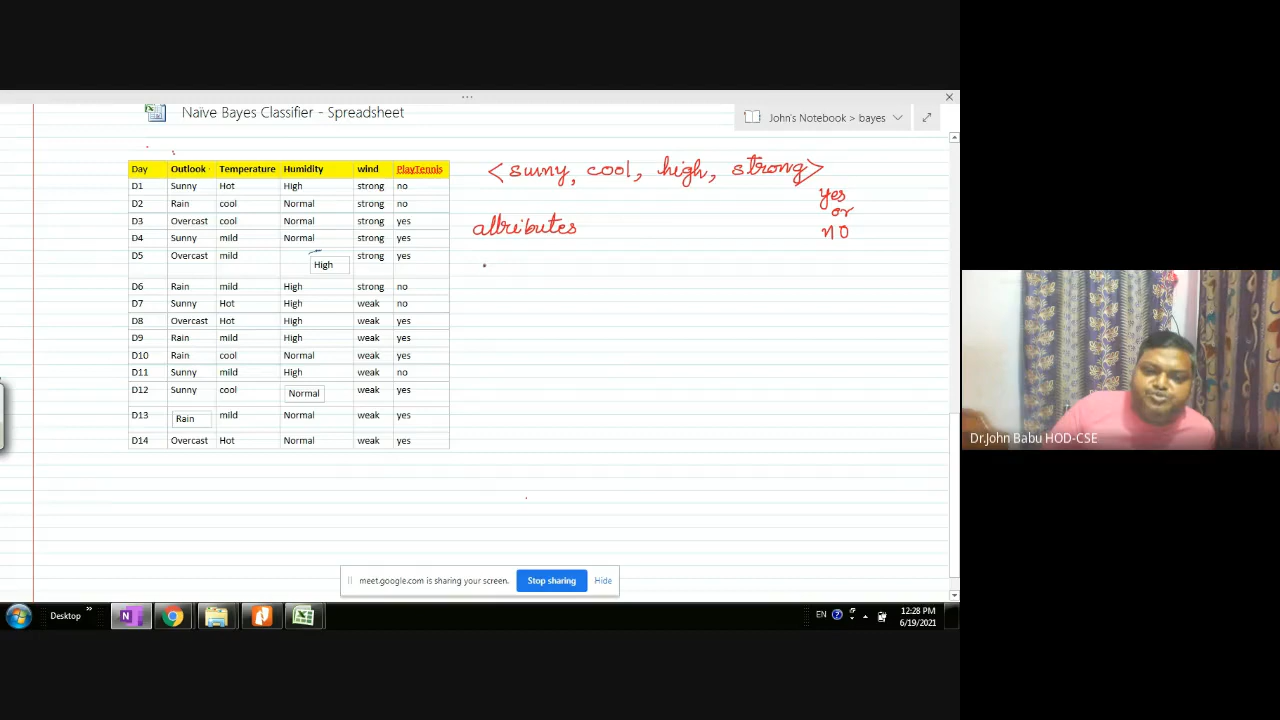 Naïve Bayes Classifier - Spreadsheet
John's Notebook > bayes
Day Outlook Temperature Humidity wind PlayTennis
D1 Sunny Hot High strong no
D2 Rain cool Normal strong no
D3 Overcast cool Normal strong yes
D4 Sunny mild Normal strong yes
D5 Overcast mild High strong yes
D6 Rain mild High strong no
D7 Sunny Hot High weak no
D8 Overcast Hot High weak yes
D9 Rain mild High weak yes
D10 Rain cool Normal weak yes
D11 Sunny mild High weak no
D12 Sunny cool Normal weak yes
D13 Rain mild Normal weak yes
D14 Overcast Hot Normal weak yes
<sunny, cool, high, strong>
yes
or
no
attributes
Dr.John Babu HOD-CSE
meet.google.com is sharing your screen. Stop sharing Hide
Desktop
EN
12:28 PM
6/19/2021